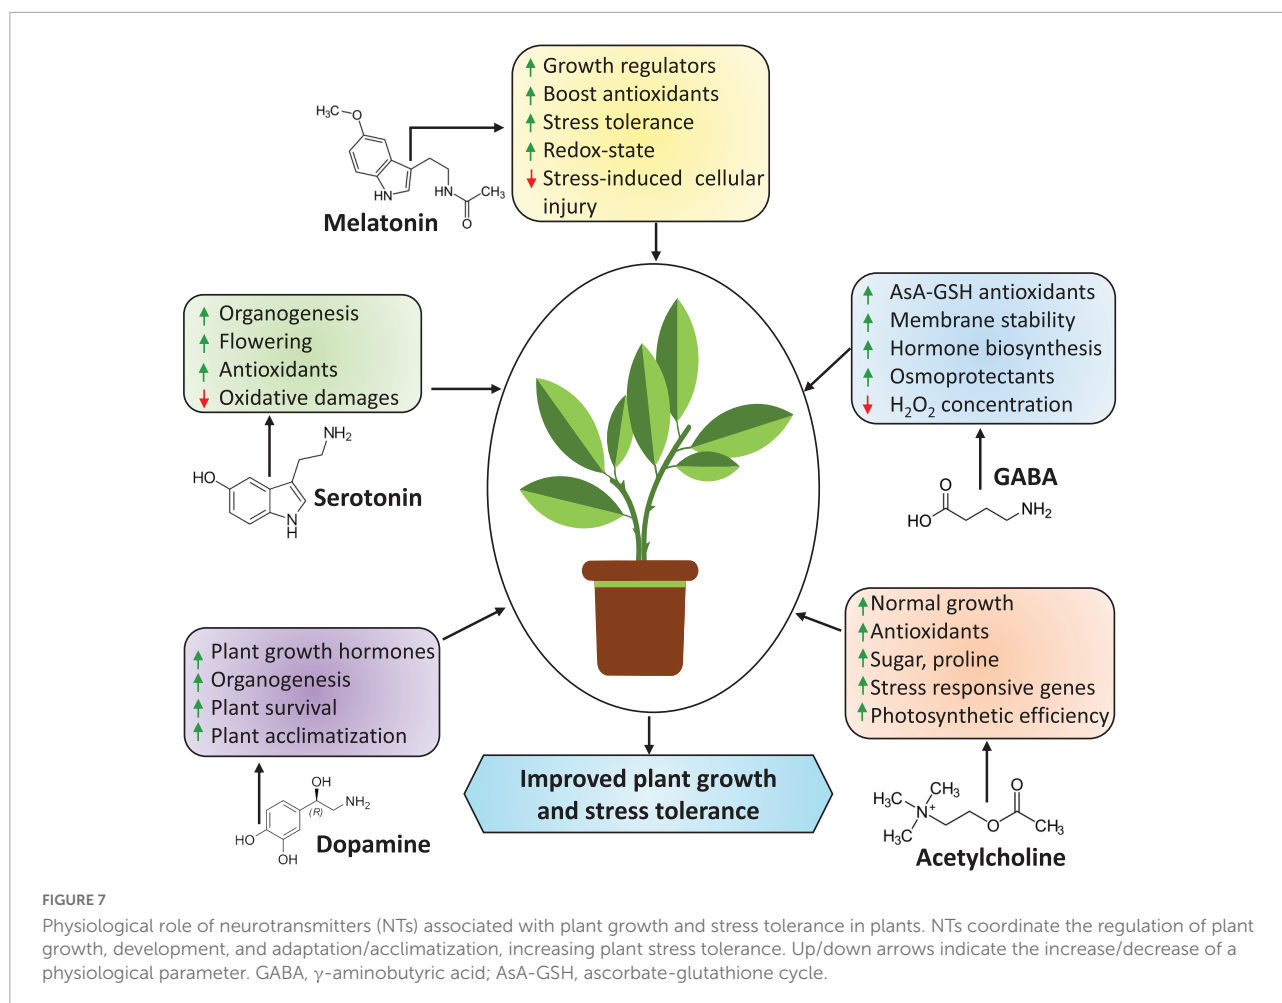 Growth regulators
Boost antioxidants
Stress tolerance
Redox-state
Stress-induced cellular
injury
H₃C
O
HN
HN
CH₃
O
Melatonin
Organogenesis
Flowering
Antioxidants
Oxidative damages
NH₂
HO
N
H
Serotonin
AsA-GSH antioxidants
Membrane stability
Hormone biosynthesis
Osmoprotectants
H₂O₂ concentration
GABA
O
HO
NH₂
Plant growth hormones
Organogenesis
Plant survival
Plant acclimatization
OH
NH₂
(R)
HO
OH
Dopamine
Normal growth
Antioxidants
Sugar, proline
Stress responsive genes
Photosynthetic efficiency
H₃C
CH₃
N⁺
H₃C
O
O
CH₃
Acetylcholine
Improved plant growth
and stress tolerance
FIGURE 7
Physiological role of neurotransmitters (NTs) associated with plant growth and stress tolerance in plants. NTs coordinate the regulation of plant
growth, development, and adaptation/acclimatization, increasing plant stress tolerance. Up/down arrows indicate the increase/decrease of a
physiological parameter. GABA, γ-aminobutyric acid; AsA-GSH, ascorbate-glutathione cycle.